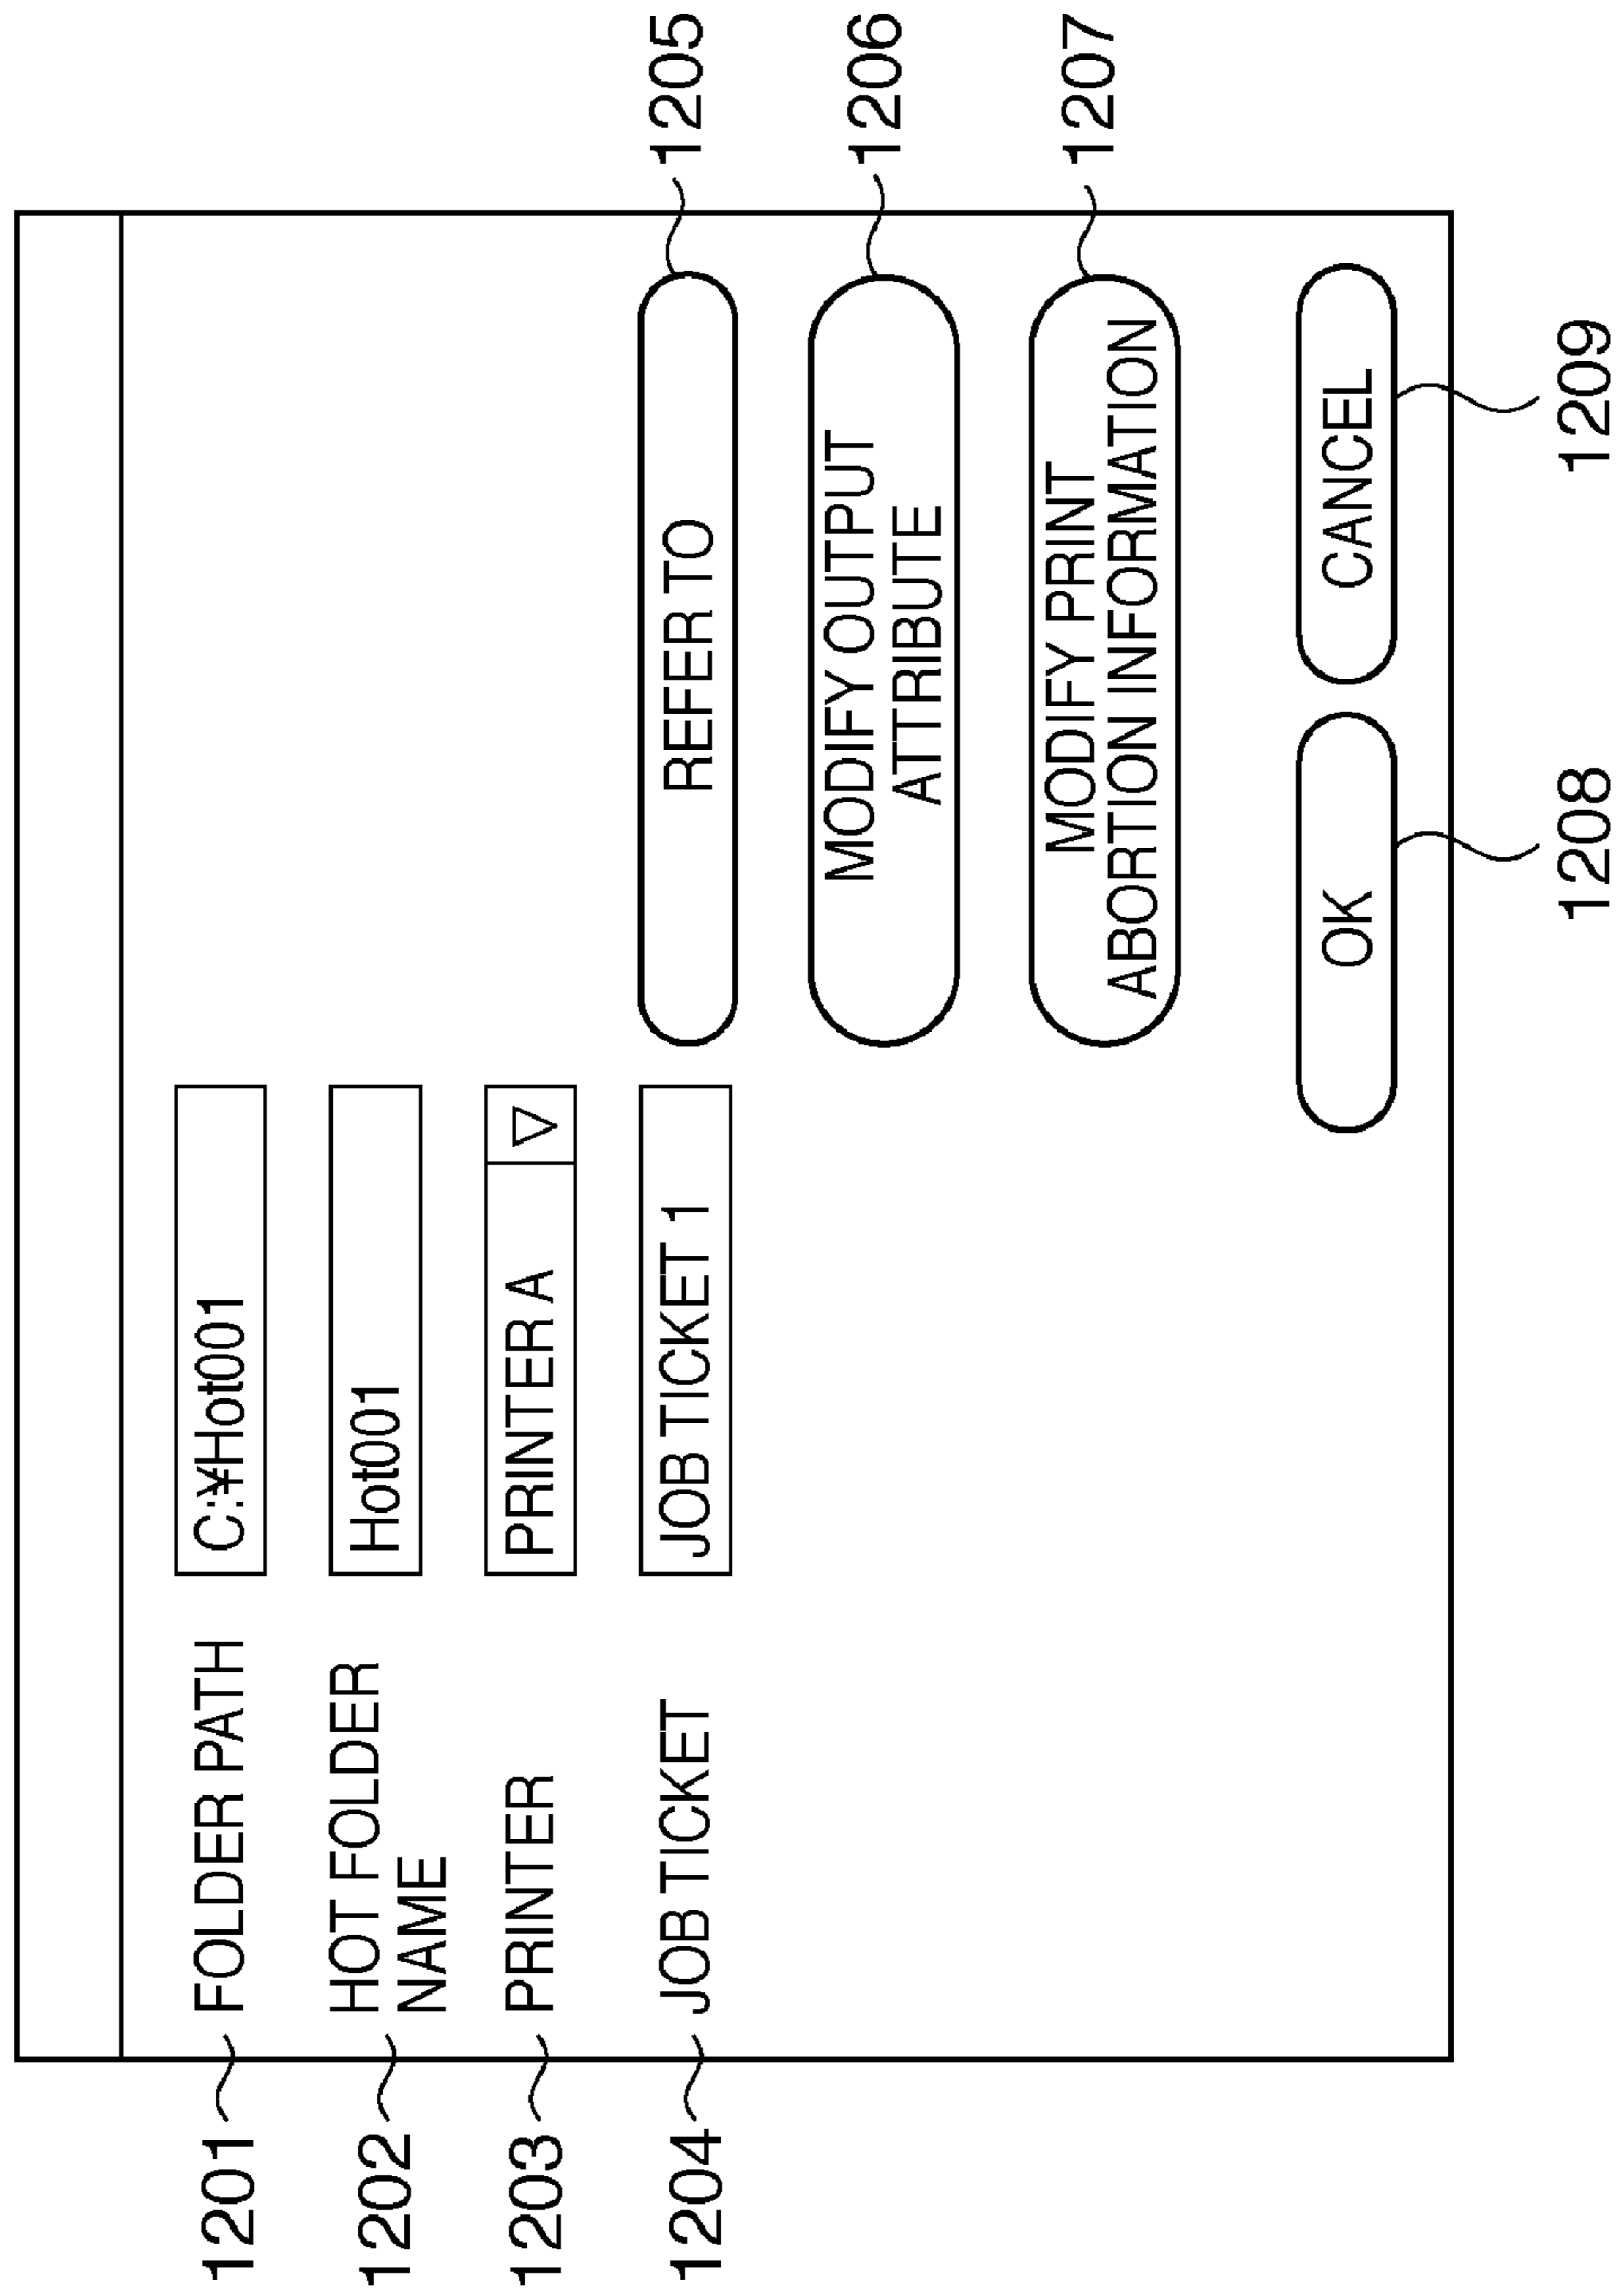 1201 FOLDER PATH C:¥Hot001
1202 HOT FOLDER
NAME
Hot001
1203 PRINTER PRINTER A ▽
1204 JOB TICKET JOB TICKET 1 REFER TO 1205
MODIFY OUTPUT
ATTRIBUTE
1206
MODIFY PRINT
ABORTION INFORMATION
1207
OK CANCEL
1208 1209